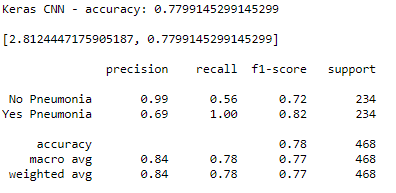 Keras CNN - accuracy: 0.7799145299145299
[2.8124447175905187, 0.7799145299145299]
precision recall f1-score support
No Pneumonia 0.99 0.56 0.72 234
Yes Pneumonia 0.69 1.00 0.82 234
accuracy 0.78 468
macro avg 0.84 0.78 0.77 468
weighted avg 0.84 0.78 0.77 468